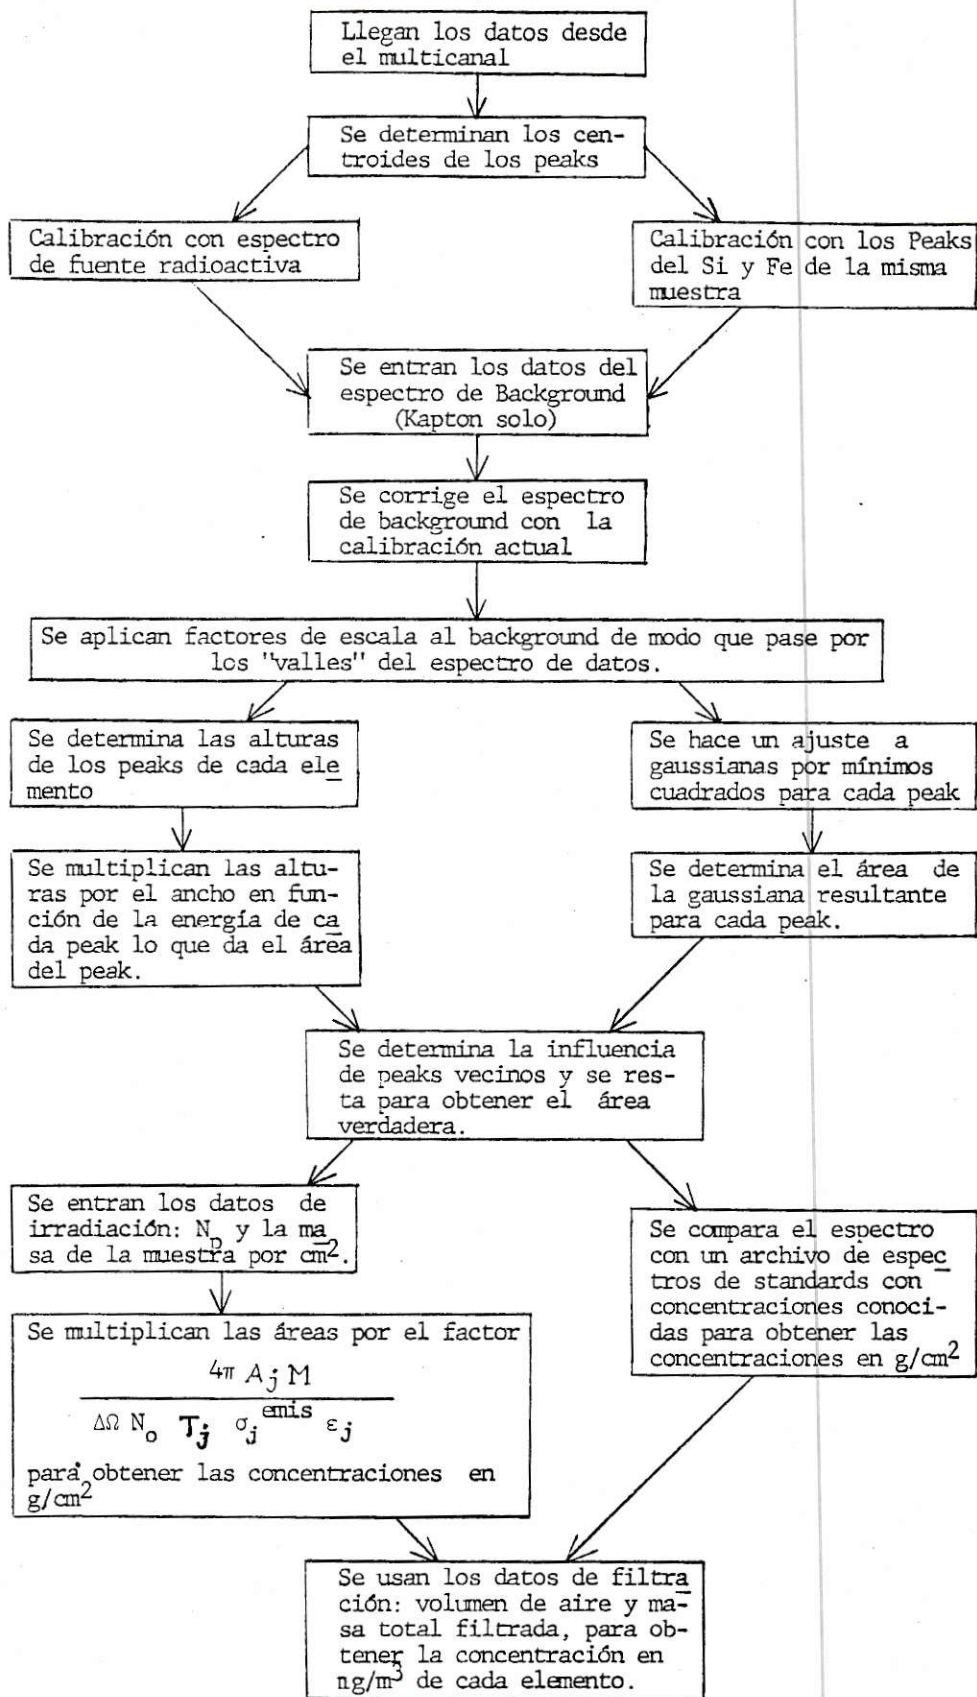 Llegan los datos desde
el multicanal
Se determinan los cen-
troides de los peaks
Calibración con espectro
de fuente radioactiva
Calibración con los Peaks
del Si y Fe de la misma
muestra
Se entran los datos del
espectro de Background
(Kapton solo)
Se corrige el espectro
de background con la
calibración actual
Se aplican factores de escala al background de modo que pase por
los "valles" del espectro de datos.
Se determina las alturas
de los peaks de cada ele
mento
Se hace un ajuste a
gaussianas por mínimos
cuadrados para cada peak
Se multiplican las altu-
ras por el ancho en fun-
ción de la energía de ca
da peak lo que da el área
del peak.
Se determina el área de
la gaussiana resultante
para cada peak.
Se determina la influencia
de peaks vecinos y se res-
ta para obtener el área
verdadera.
Se entran los datos de
irradiación: Np y la ma
sa de la muestra por cm².
Se compara el espectro
con un archivo de espec
tros de standards con
concentraciones conoci-
das para obtener las
concentraciones en g/cm²
Se multiplican las áreas por el factor
4π Aj M
ΔΩ No Tj σj emis εj
para obtener las concentraciones en
g/cm²
Se usan los datos de filtra
ción: volumen de aire y ma-
sa total filtrada, para ob-
tener la concentración en
ng/m³ de cada elemento.